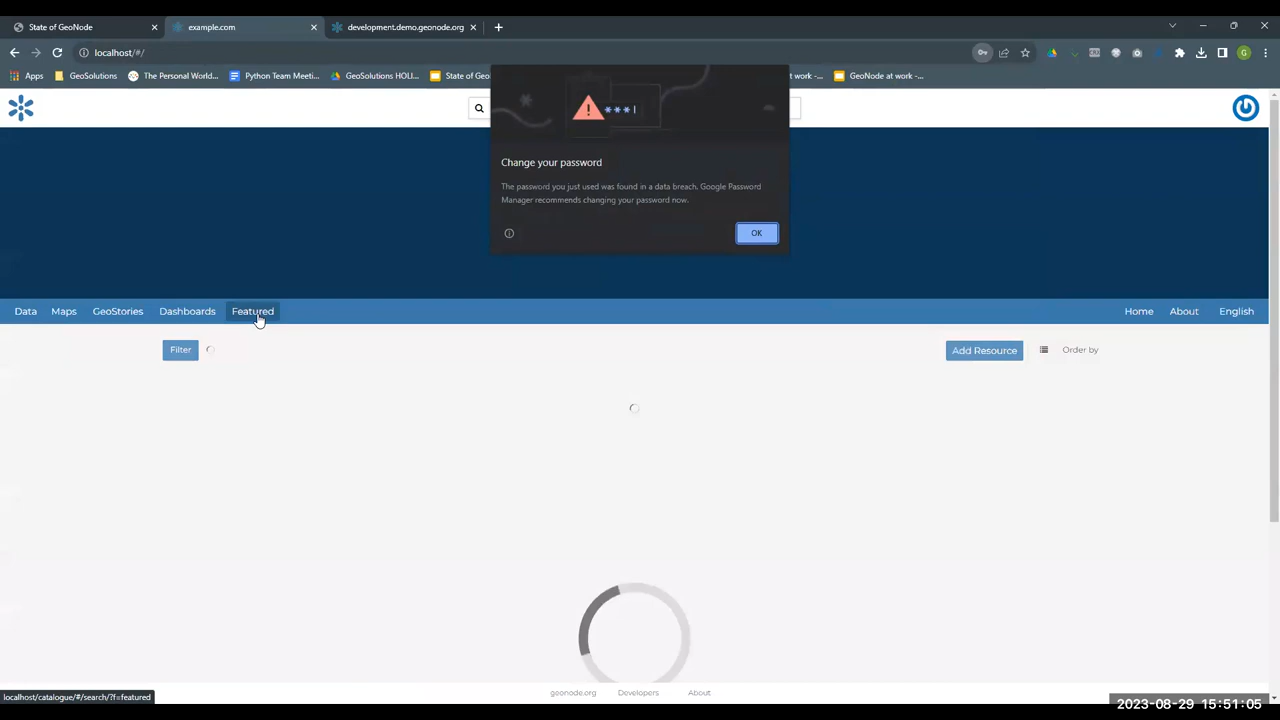 State of GeoNode
example.com
development.demo.geonode.org
localhost/#/
Apps
GeoSolutions
The Personal World...
Python Team Meetin...
GeoSolutions HOLI...
State of Geo
t work -...
GeoNode at work -...
G
* * * |
Change your password
The password you just used was found in a data breach. Google Password
Manager recommends changing your password now.
OK
Data
Maps
GeoStories
Dashboards
Featured
Home
About
English
Filter
Add Resource
Order by
geonode.org
Developers
About
localhost/catalogue/#/search/?f=featured
2023-08-29 15:51:05